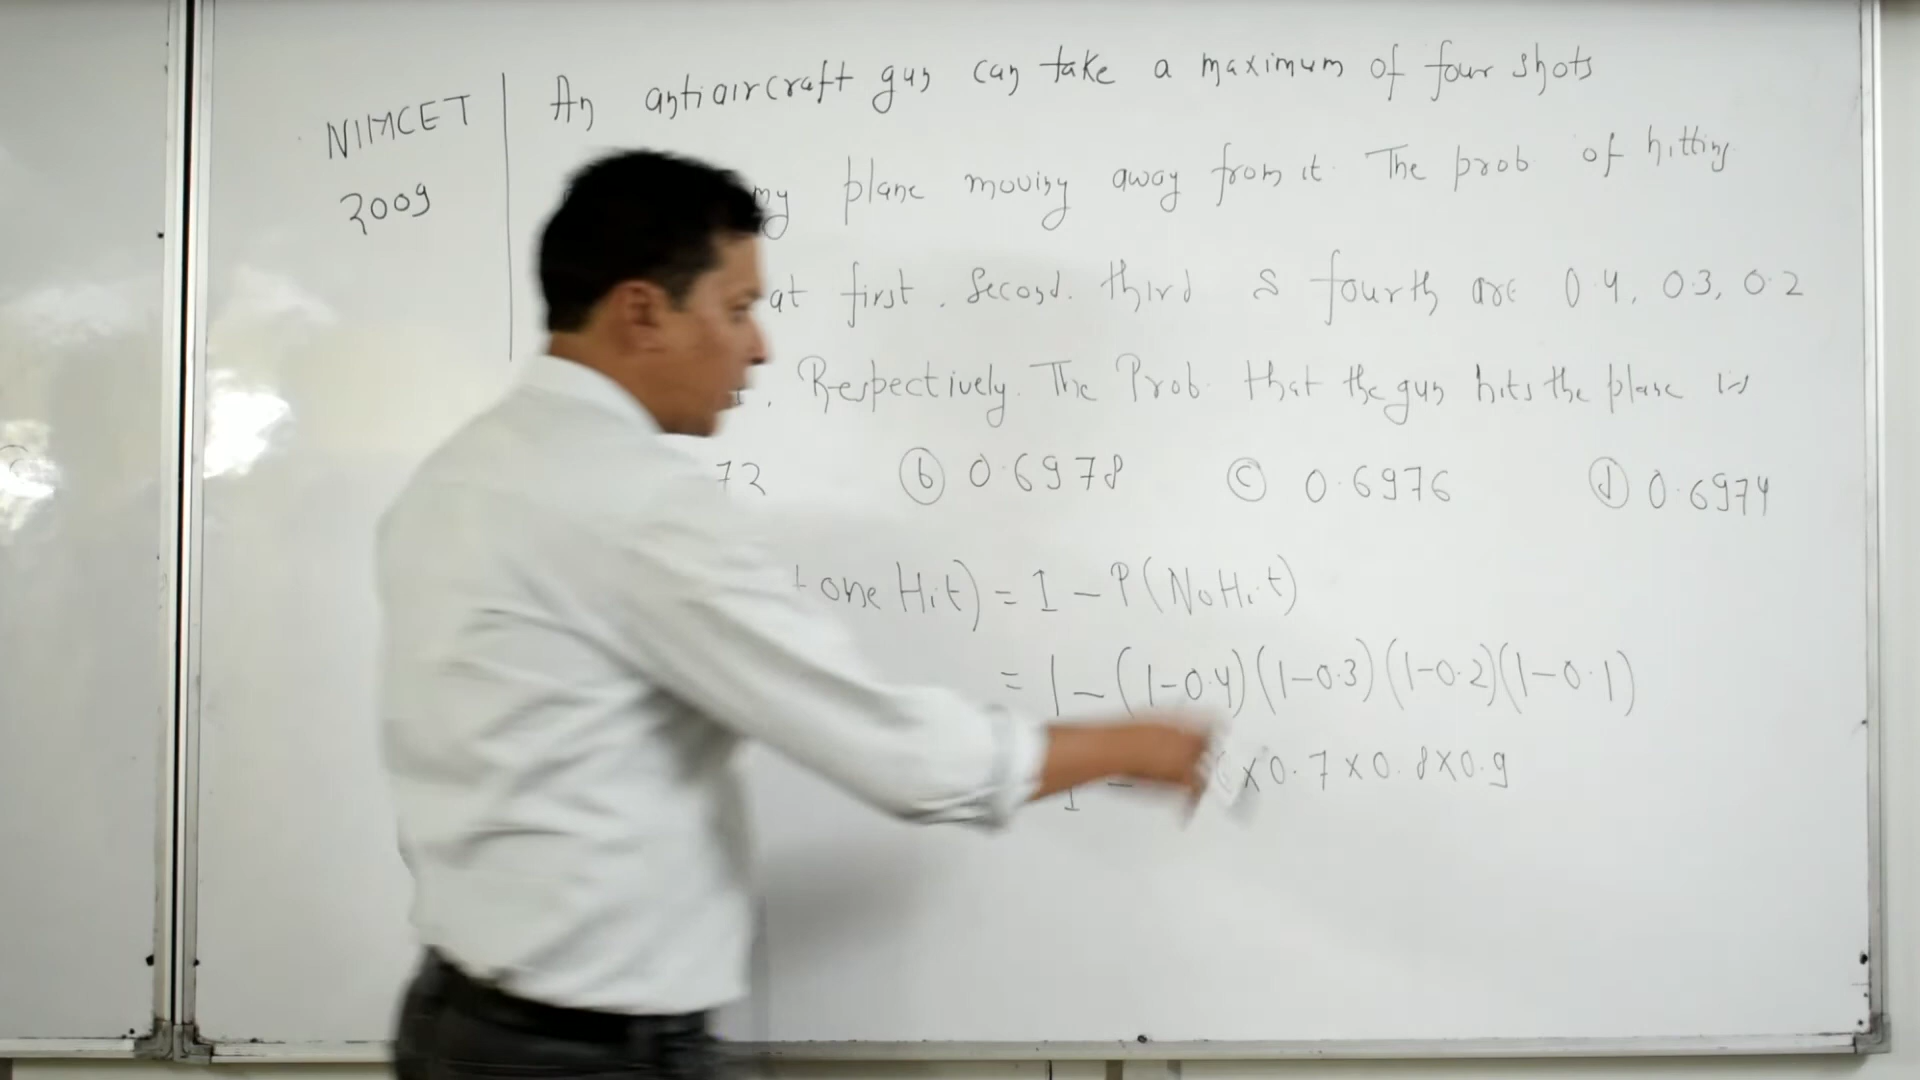 NIMCET
2009
An antiaircraft gun can take a maximum of four shots
my plane moving away from it. The prob of hitting
at first, Second, third & fourth are 0.4, 0.3, 0.2
. Respectively. The Prob. that the gun hits the plane is
72 (b) 0.6978 (c) 0.6976 (d) 0.6974
t one Hit) = 1 - P(No Hit)
= 1 - (1-0.4)(1-0.3)(1-0.2)(1-0.1)
1 - ×0.7×0.8×0.9